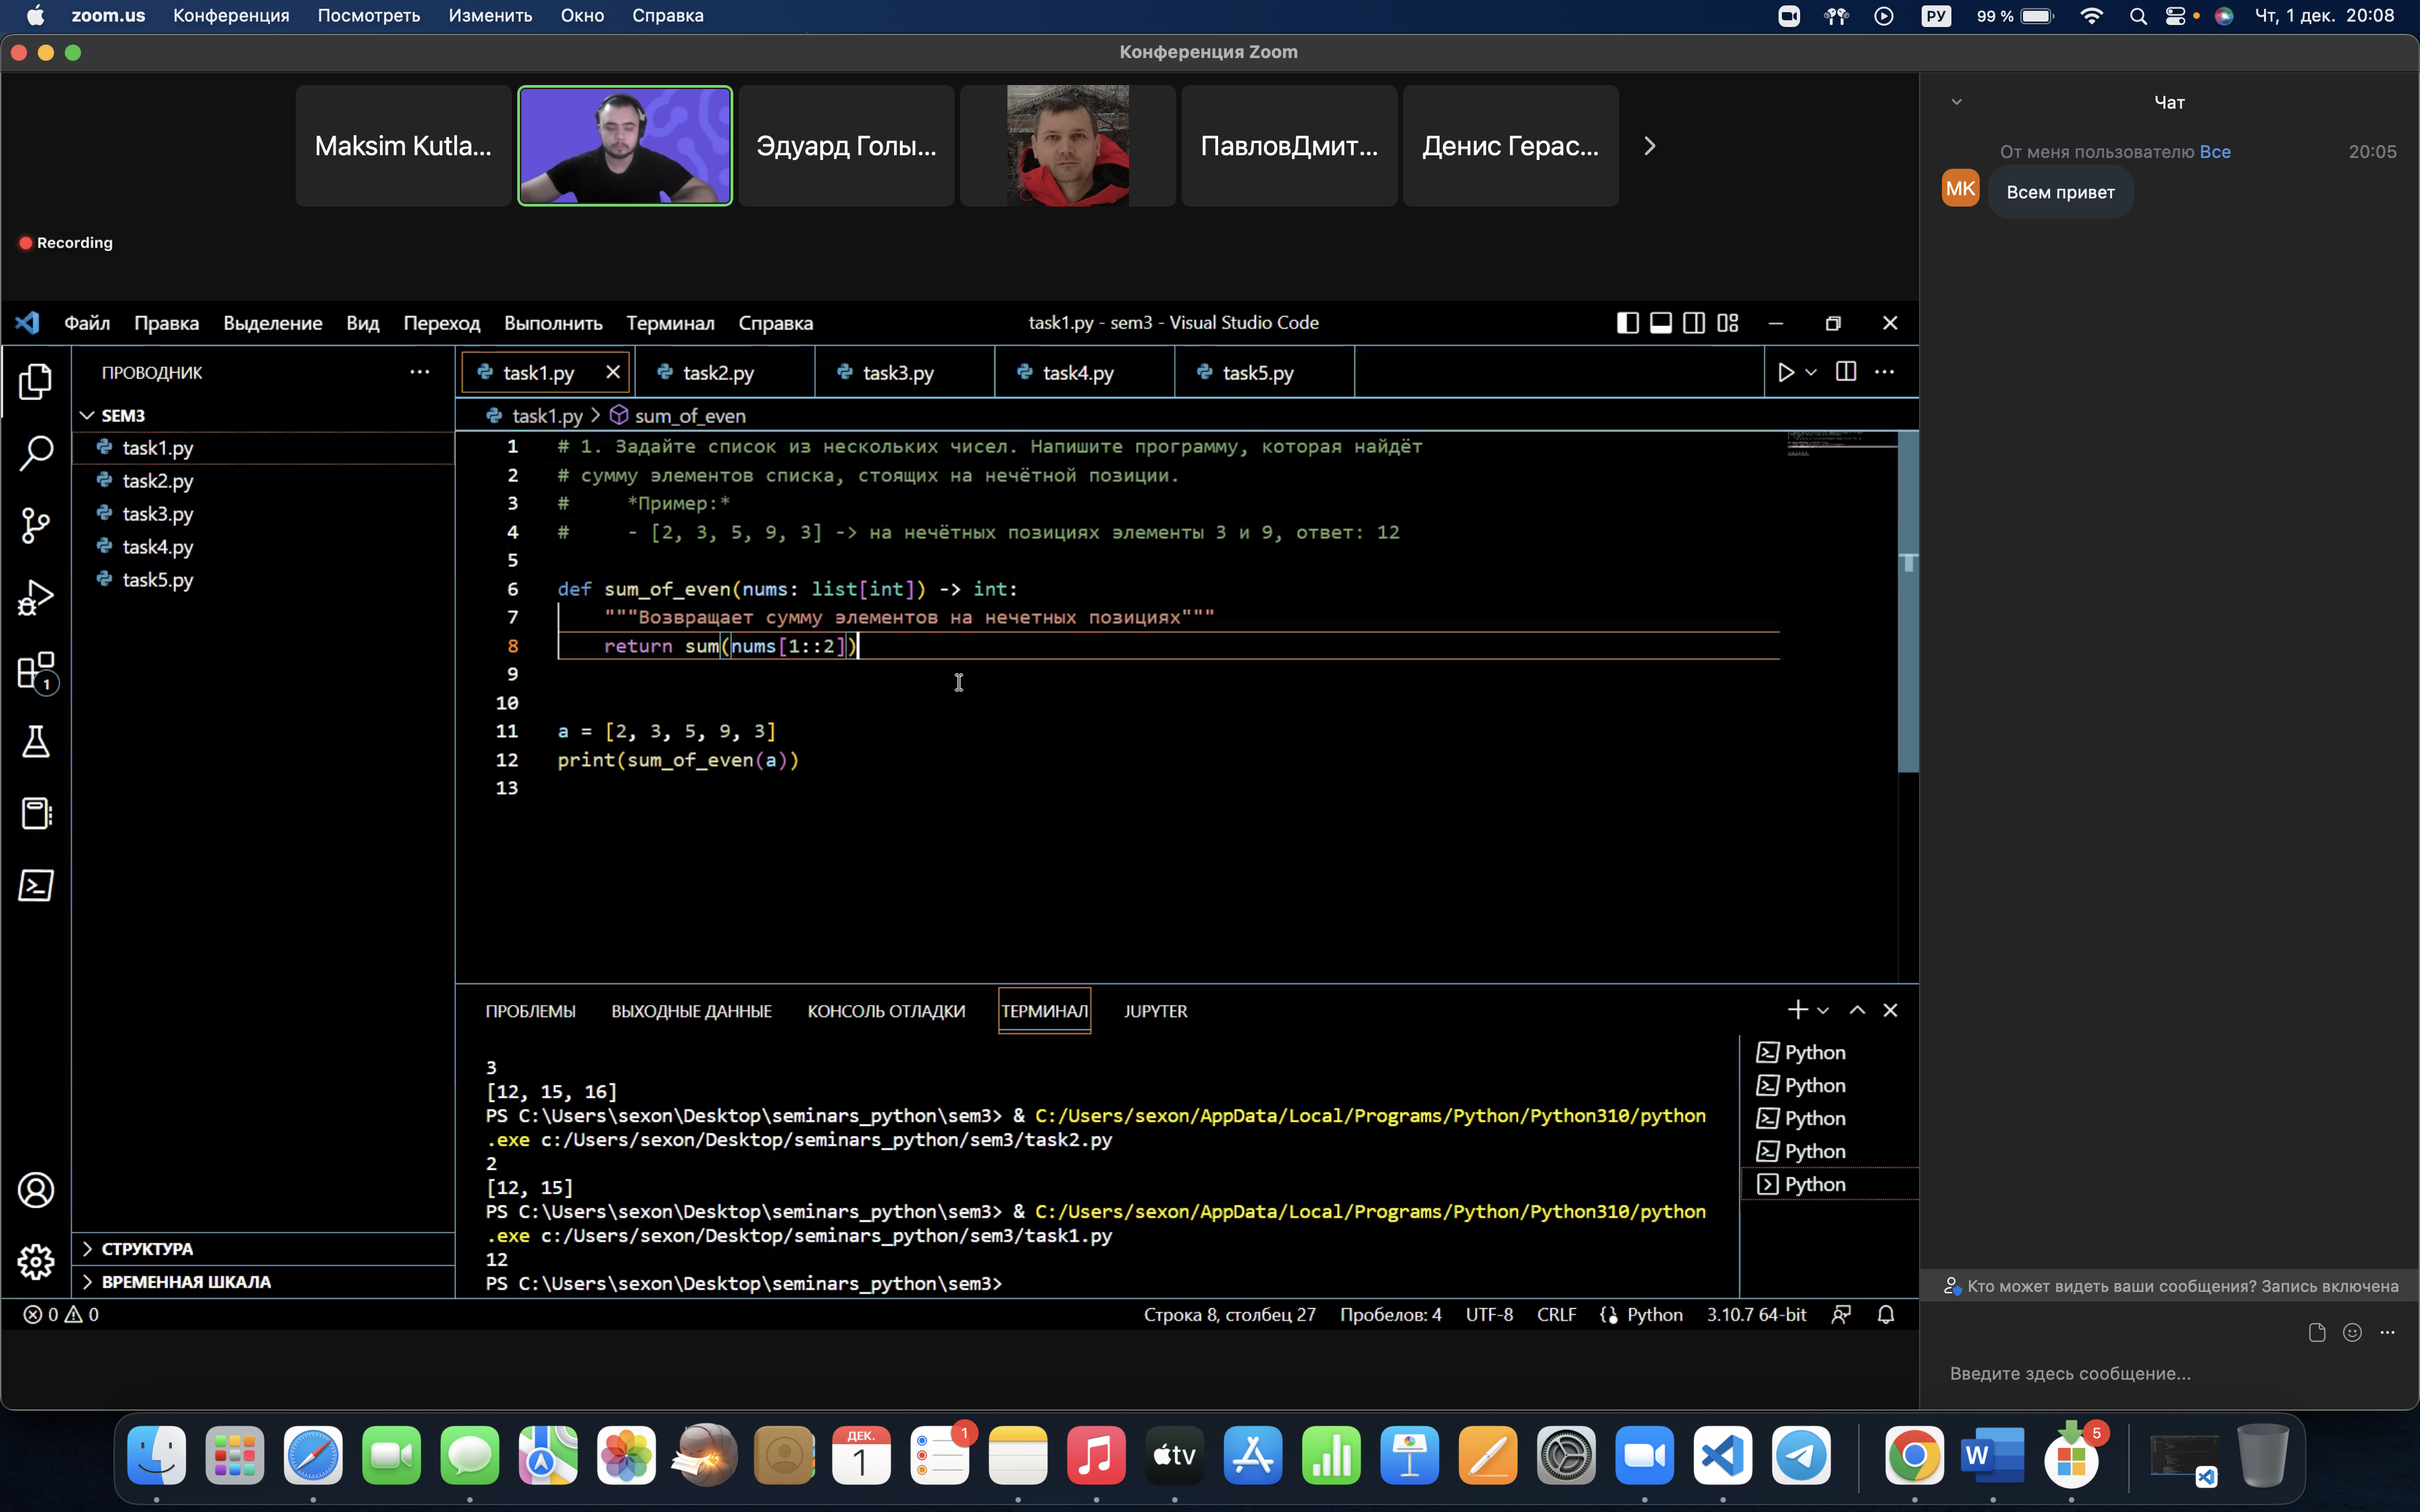 zoom.us Конференция Посмотреть Изменить Окно Справка РУ 99 % Чт, 1 дек. 20:08
Конференция Zoom
Maksim Kutla... Эдуард Голы... ПавловДмит... Денис Герас...
Recording
Файл Правка Выделение Вид Переход Выполнить Терминал Справка task1.py - sem3 - Visual Studio Code
ПРОВОДНИК
SEM3
task1.py
task2.py
task3.py
task4.py
task5.py
1
СТРУКТУРА
ВРЕМЕННАЯ ШКАЛА
task1.py task2.py task3.py task4.py task5.py
task1.py > sum_of_even
1 # 1. Задайте список из нескольких чисел. Напишите программу, которая найдёт
2 # сумму элементов списка, стоящих на нечётной позиции.
3 # *Пример:*
4 # - [2, 3, 5, 9, 3] -> на нечётных позициях элементы 3 и 9, ответ: 12
5
6 def sum_of_even(nums: list[int]) -> int:
7 """Возвращает сумму элементов на нечетных позициях"""
8 return sum(nums[1::2])
9
10
11 a = [2, 3, 5, 9, 3]
12 print(sum_of_even(a))
13
ПРОБЛЕМЫ ВЫХОДНЫЕ ДАННЫЕ КОНСОЛЬ ОТЛАДКИ ТЕРМИНАЛ JUPYTER
3
[12, 15, 16]
PS C:\Users\sexon\Desktop\seminars_python\sem3> & C:/Users/sexon/AppData/Local/Programs/Python/Python310/python
.exe c:/Users/sexon/Desktop/seminars_python/sem3/task2.py
2
[12, 15]
PS C:\Users\sexon\Desktop\seminars_python\sem3> & C:/Users/sexon/AppData/Local/Programs/Python/Python310/python
.exe c:/Users/sexon/Desktop/seminars_python/sem3/task1.py
12
PS C:\Users\sexon\Desktop\seminars_python\sem3>
Python
Python
Python
Python
Python
0 0 Строка 8, столбец 27 Пробелов: 4 UTF-8 CRLF Python 3.10.7 64-bit
Чат
От меня пользователю Все 20:05
MK Всем привет
Кто может видеть ваши сообщения? Запись включена
Введите здесь сообщение...
ДЕК.
1
1
tv
W
5